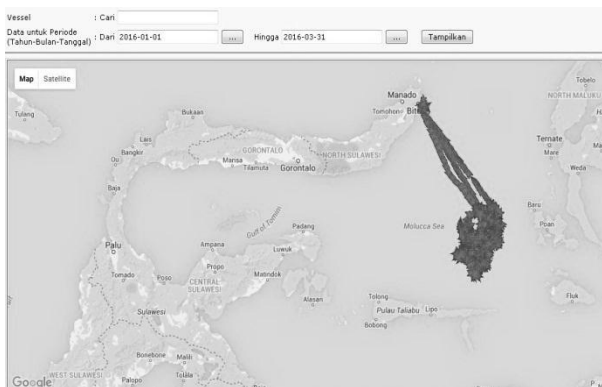 Vessel : Cari
Data untuk Periode
(Tahun-Bulan-Tanggal) : Dari 2016-01-01 ... Hingga 2016-03-31 ... Tampilkan
Map Satellite
Tobelo
Manado
NORTH MALUKU
Tulang
Bukaan
Tomohon
Lais
Ternate
Bangkir
GORONTALO
NORTH SULAWESI
Mare
Ou
Marisa
Tilamuta
Gorontalo
Weda
Baja
Gulf of Tomini
Padang
Molucca Sea
Poan
Palu
Ampana
Luwuk
Tomado
Poso
Propo
Matindok
CENTRAL
SULAWESI
Alasan
Tolong
Pulau Taliabu
Lipo
Fluk
Sulawesi
Bobong
Bonebone
Malili
WEST SULAWESI
Palopo
Google